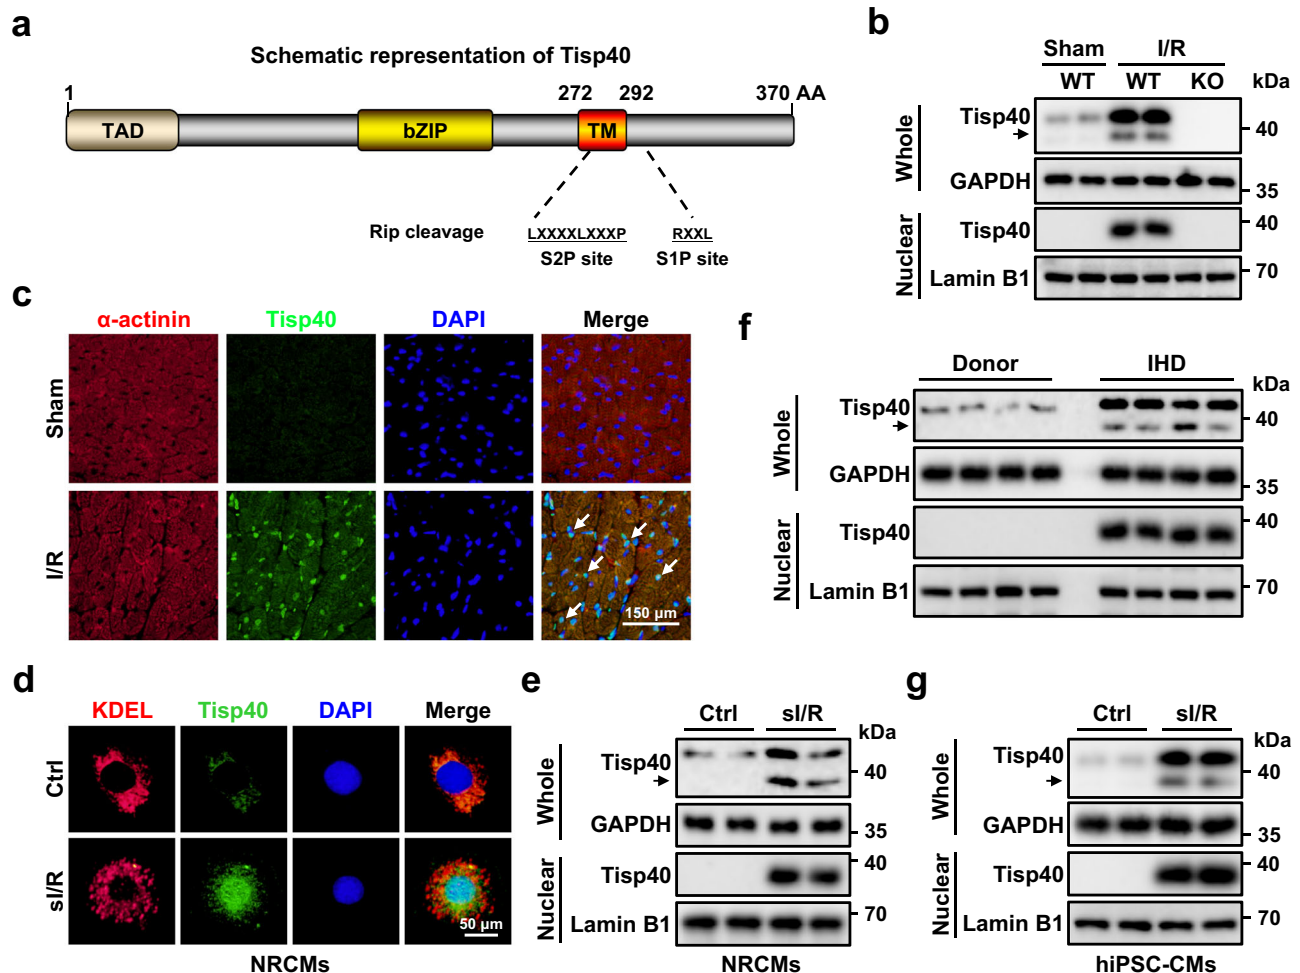 a
Schematic representation of Tisp40
1
272
292
370 AA
TAD
bZIP
TM
Rip cleavage
LXXXXLXXXP
RXXL
S2P site
S1P site
b
Sham
I/R
WT
WT
KO
kDa
Whole
Tisp40
40
GAPDH
35
Nuclear
Tisp40
40
Lamin B1
70
c
α-actinin
Tisp40
DAPI
Merge
Sham
I/R
150 μm
d
KDEL
Tisp40
DAPI
Merge
Ctrl
sI/R
50 μm
NRCMs
e
Ctrl
sI/R
kDa
Whole
Tisp40
40
GAPDH
35
Nuclear
Tisp40
40
Lamin B1
70
NRCMs
f
Donor
IHD
kDa
Whole
Tisp40
40
GAPDH
35
Nuclear
Tisp40
40
Lamin B1
70
g
Ctrl
sI/R
kDa
Whole
Tisp40
40
GAPDH
35
Nuclear
Tisp40
40
Lamin B1
70
hiPSC-CMs